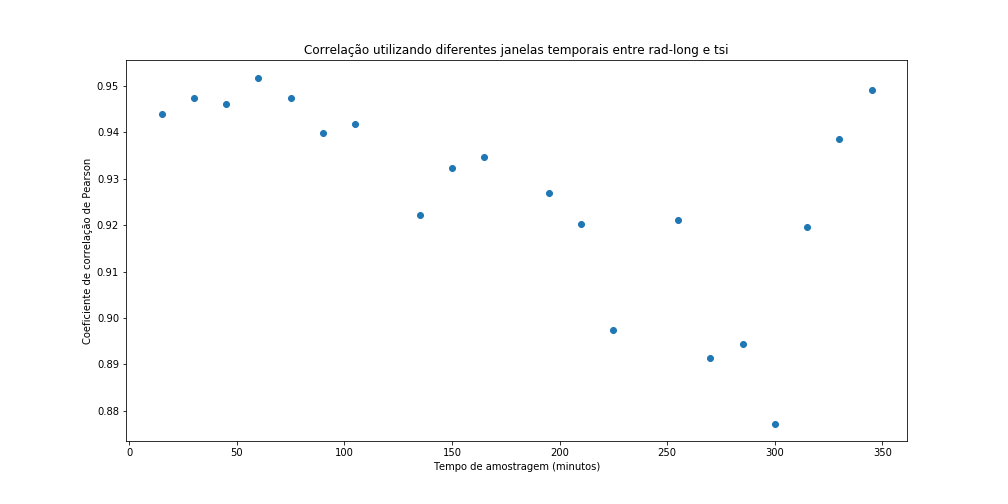 Correlação utilizando diferentes janelas temporais entre rad-long e tsi
Coeficiente de correlação de Pearson
0.95
0.94
0.93
0.92
0.91
0.90
0.89
0.88
0 50 100 150 200 250 300 350
Tempo de amostragem (minutos)